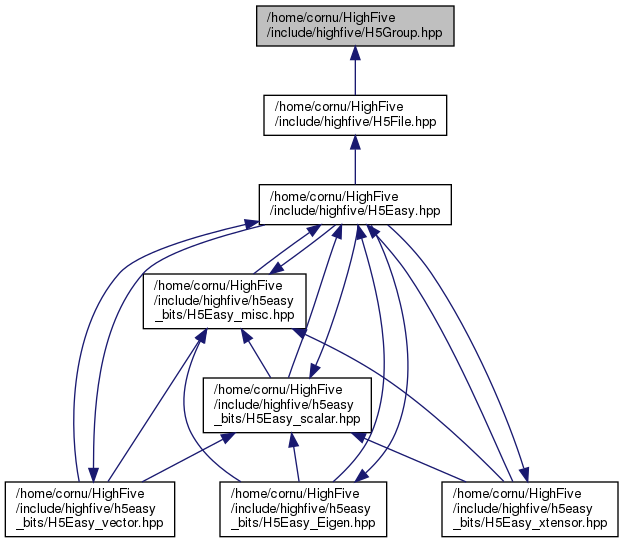 /home/cornu/HighFive
/include/highfive/H5Group.hpp
/home/cornu/HighFive
/include/highfive/H5File.hpp
/home/cornu/HighFive
/include/highfive/H5Easy.hpp
/home/cornu/HighFive
/include/highfive/h5easy
_bits/H5Easy_misc.hpp
/home/cornu/HighFive
/include/highfive/h5easy
_bits/H5Easy_scalar.hpp
/home/cornu/HighFive
/include/highfive/h5easy
_bits/H5Easy_vector.hpp
/home/cornu/HighFive
/include/highfive/h5easy
_bits/H5Easy_Eigen.hpp
/home/cornu/HighFive
/include/highfive/h5easy
_bits/H5Easy_xtensor.hpp